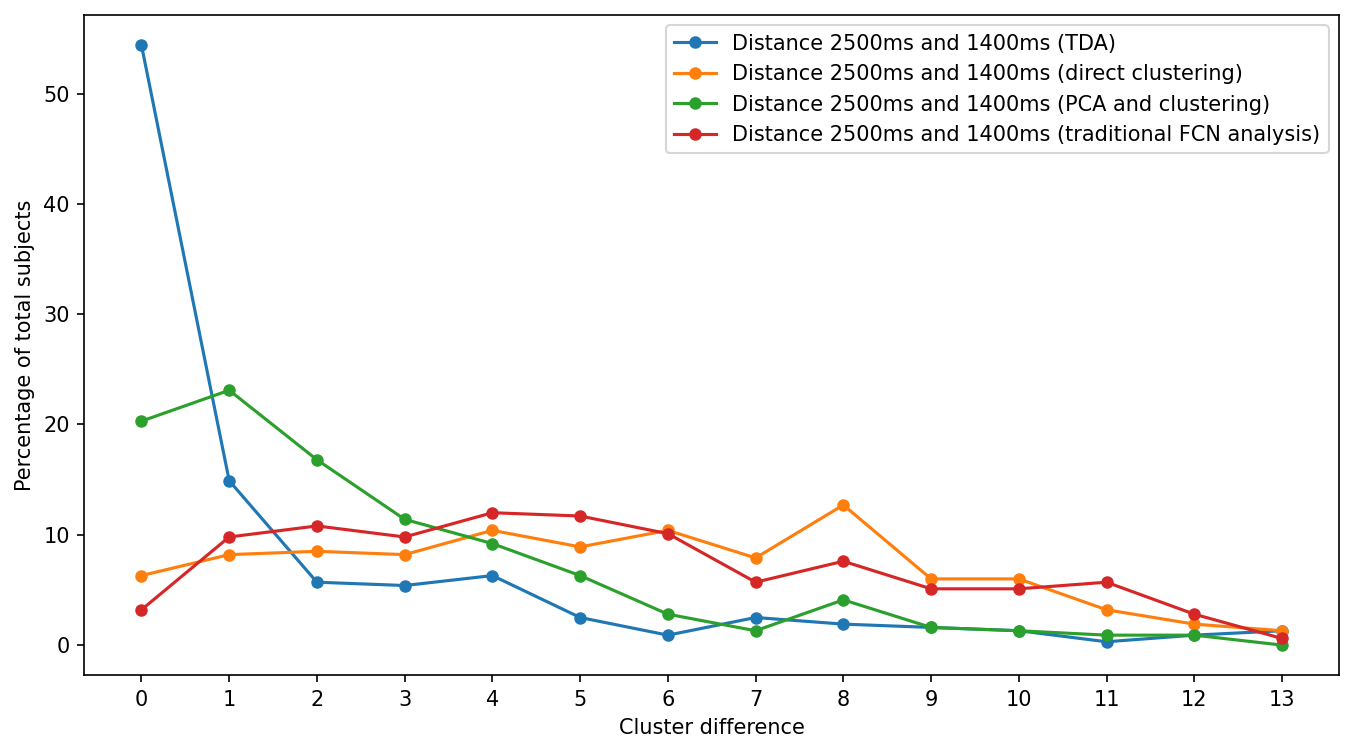 Distance 2500ms and 1400ms (TDA)
Distance 2500ms and 1400ms (direct clustering)
Distance 2500ms and 1400ms (PCA and clustering)
Distance 2500ms and 1400ms (traditional FCN analysis)
Percentage of total subjects
50
40
30
20
10
0
0 1 2 3 4 5 6 7 8 9 10 11 12 13
Cluster difference